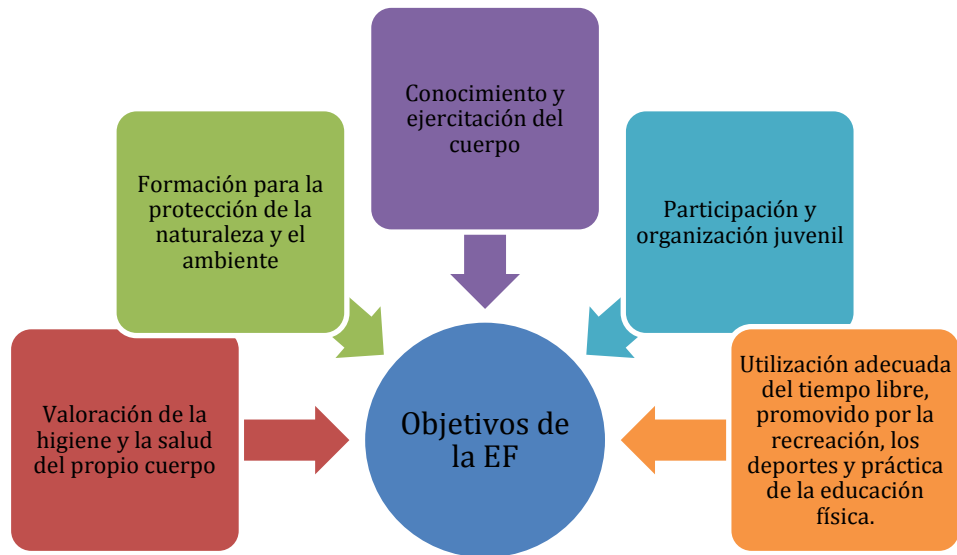 Conocimiento y
ejercitación del
cuerpo
Formación para la
protección de la
naturaleza y el
ambiente
Participación y
organización juvenil
Valoración de la
higiene y la salud
del propio cuerpo
Objetivos de
la EF
Utilización adecuada
del tiempo libre,
promovido por la
recreación, los
deportes y práctica
de la educación
física.